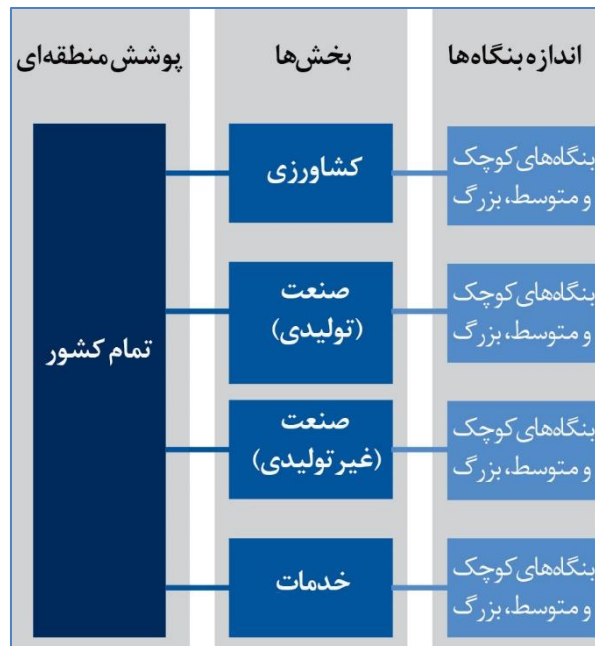 اندازه بنگاه‌ها
بخش‌ها
پوشش منطقه‌ای
بنگاه‌های کوچک
و متوسط، بزرگ
کشاورزی
تمام کشور
بنگاه‌های کوچک
و متوسط، بزرگ
صنعت
(تولیدی)
بنگاه‌های کوچک
و متوسط، بزرگ
صنعت
(غیر تولیدی)
بنگاه‌های کوچک
و متوسط، بزرگ
خدمات